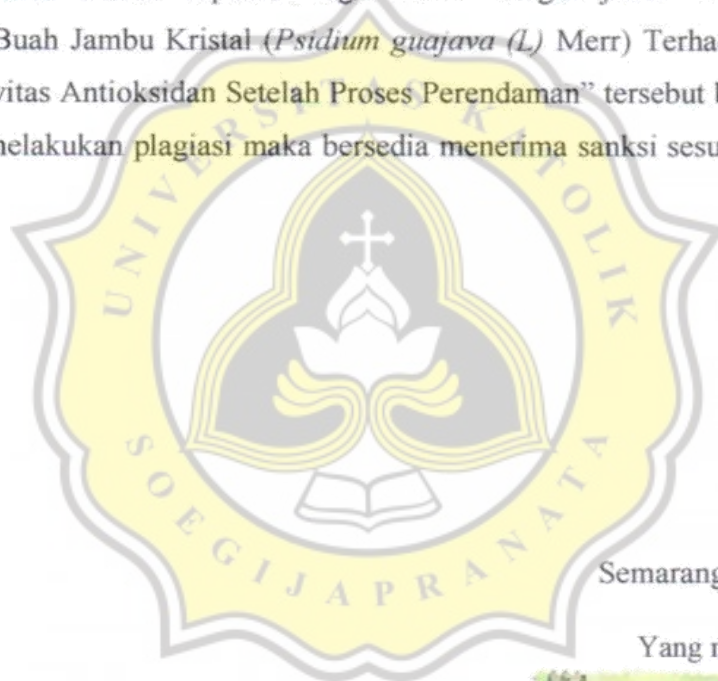 Buah Jambu Kristal (Psidium guajava (L) Merr) Terha
vitas Antioksidan Setelah Proses Perendaman” tersebut b
nelakukan plagiasi maka bersedia menerima sanksi sesu
UNIVERSITAS KATOLIK
SOEGIJAPRANATA
Semarang
Yang